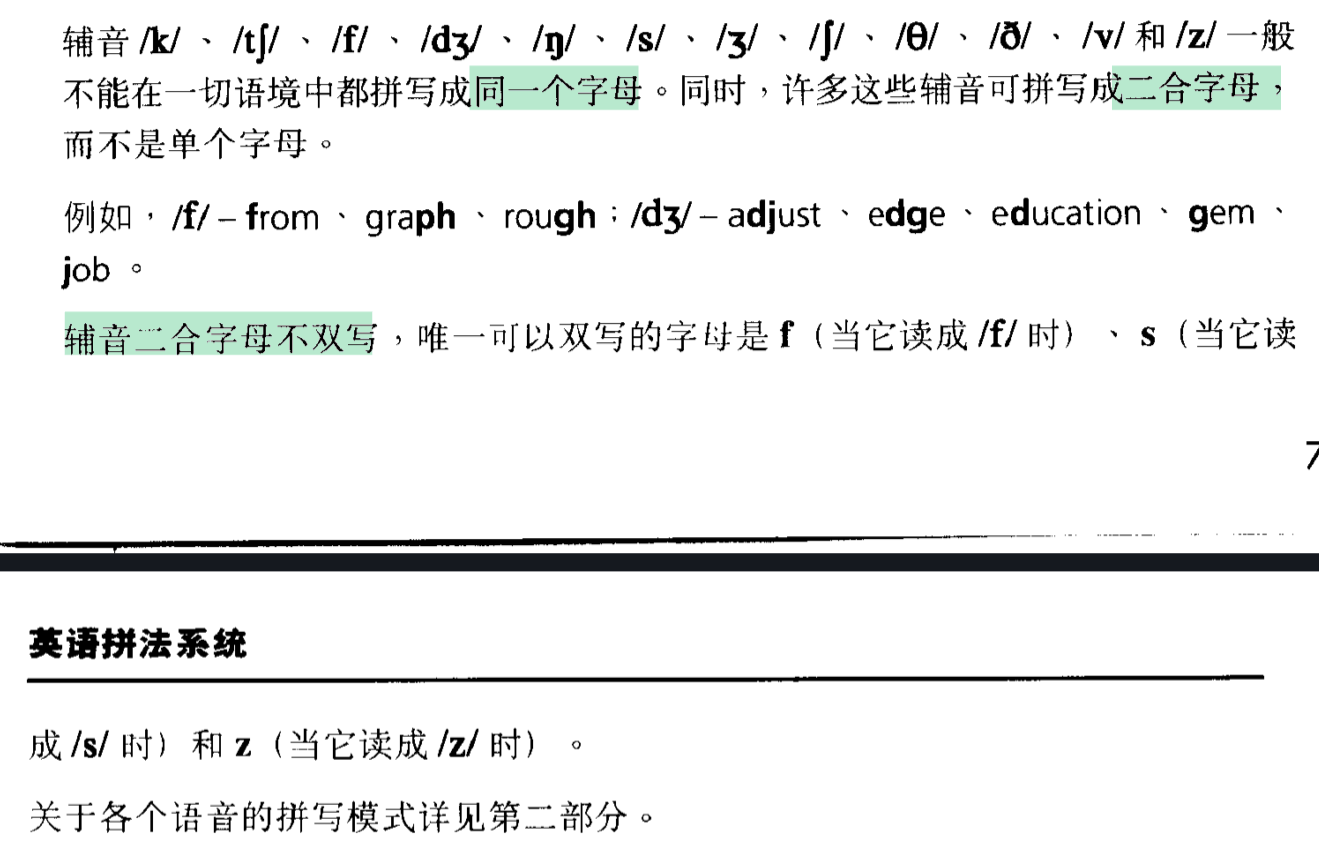 辅音 /k/、/tʃ/、/f/、/dʒ/、/ŋ/、/s/、/ʒ/、/ʃ/、/θ/、/ð/、/v/ 和 /z/ 一般
不能在一切语境中都拼写成同一个字母。同时，许多这些辅音可拼写成二合字母，
而不是单个字母。
例如，/f/ – from、graph、rough；/dʒ/ – adjust、edge、education、gem、
job 。
辅音二合字母不双写，唯一可以双写的字母是 f（当它读成 /f/ 时）、s（当它读
7
英语拼法系统
成 /s/ 时）和 z（当它读成 /z/ 时）。
关于各个语音的拼写模式详见第二部分。